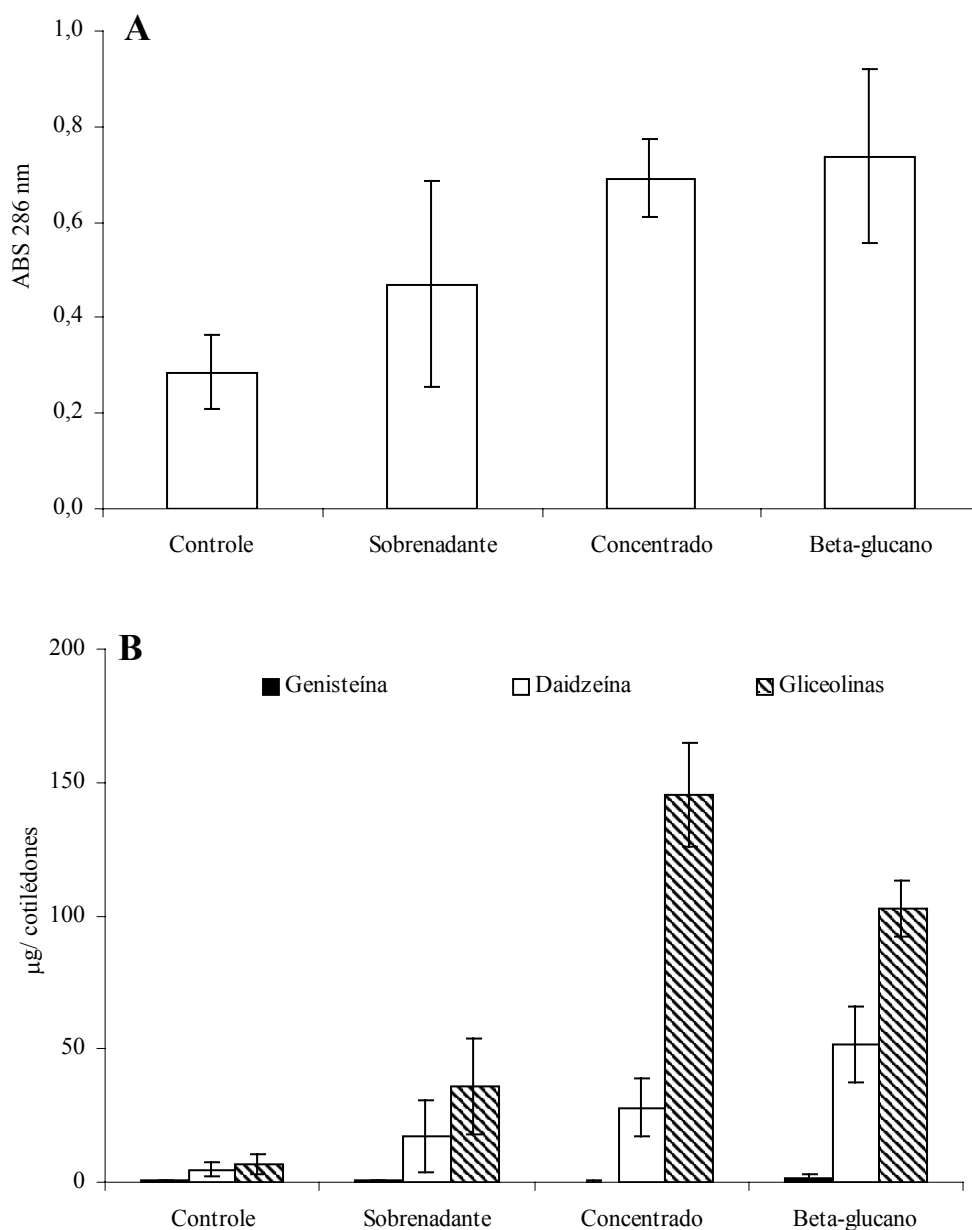 A
1,0
0,8
0,6
0,4
0,2
0,0
ABS 286 nm
Controle Sobrenadante Concentrado Beta-glucano
B
200
150
100
50
0
µg/ cotilédones
Genisteína Daidzeína Gliceolinas
Controle Sobrenadante Concentrado Beta-glucano